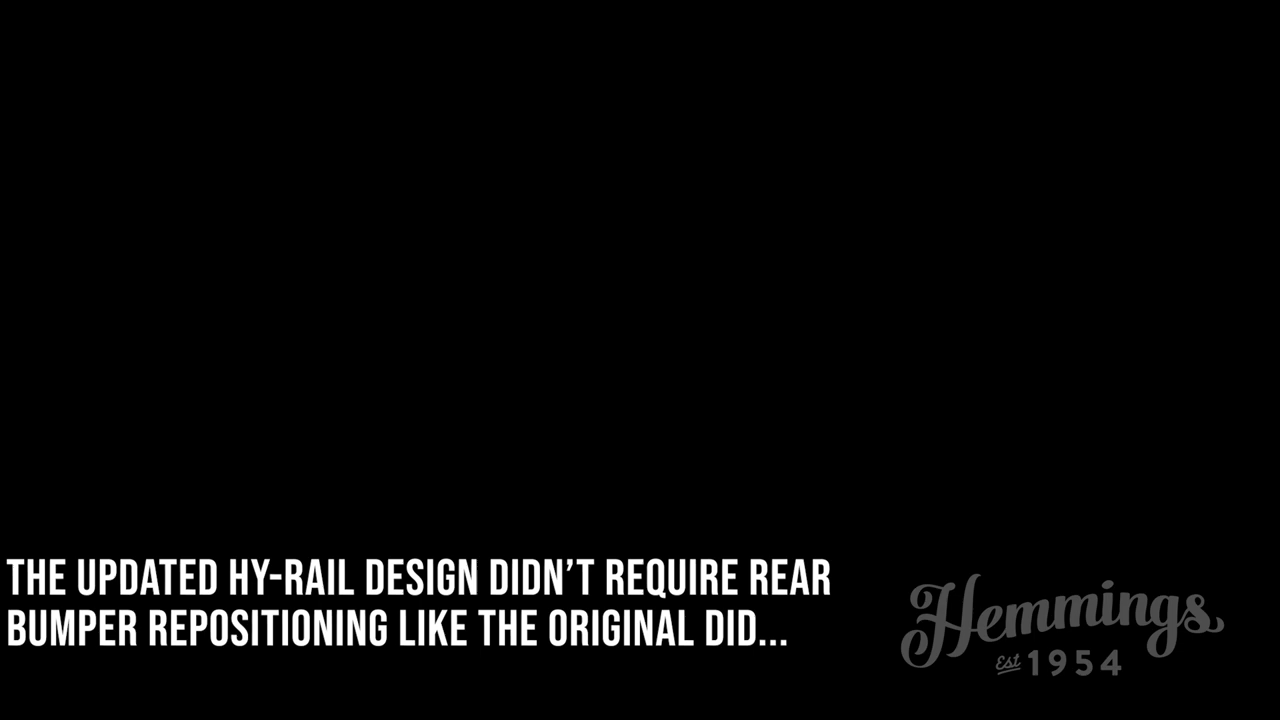 THE UPDATED HY-RAIL DESIGN DIDN’T REQUIRE REAR
BUMPER REPOSITIONING LIKE THE ORIGINAL DID...
Hemmings
Est 1954